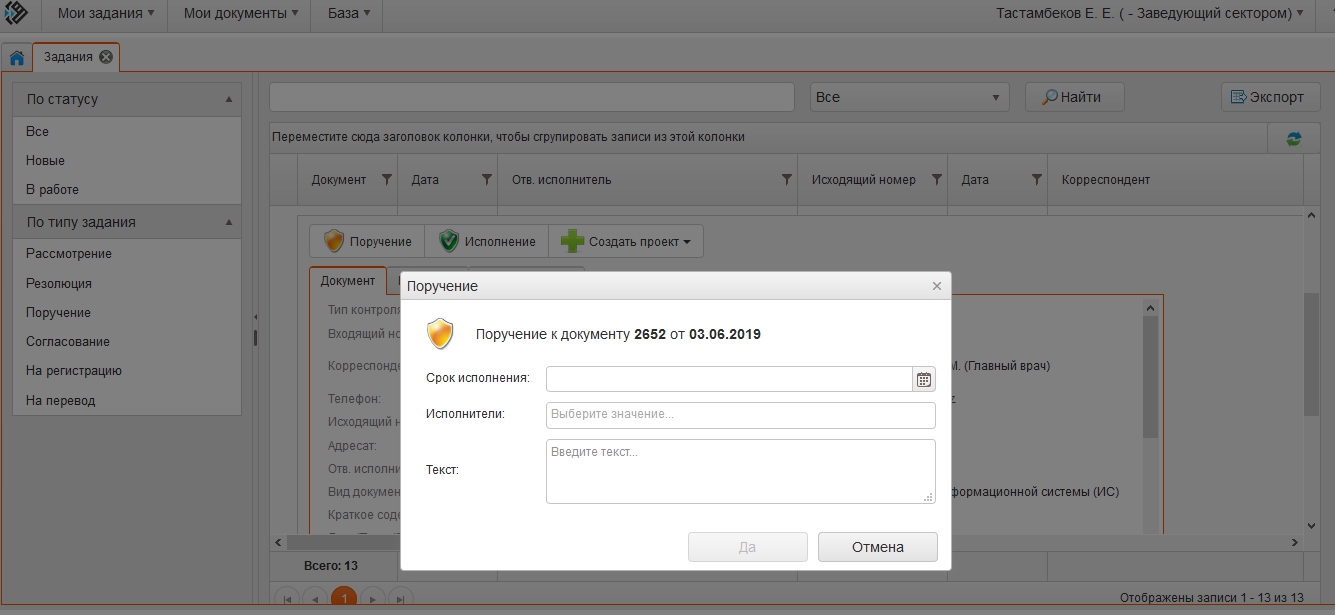 Мои задания
Мои документы
База
Тастамбеков Е. Е. ( - Заведующий сектором)
Задания
По статусу
Все
Новые
В работе
По типу задания
Рассмотрение
Резолюция
Поручение
Согласование
На регистрацию
На перевод
Все
Найти
Экспорт
Переместите сюда заголовок колонки, чтобы сгрупировать записи из этой колонки
Документ Дата Отв. исполнитель Исходящий номер Дата Корреспондент
Поручение Исполнение Создать проект
Документ
Тип контроля
Входящий но
Корреспонде
М. (Главный врач)
Телефон:
Исходящий н
Адресат:
Отв. исполни
Вид докумен
формационной системы (ИС)
Краткое соде
Поручение
Поручение к документу 2652 от 03.06.2019
Срок исполнения:
Исполнители: Выберите значение...
Текст: Введите текст...
Да Отмена
Всего: 13
1
Отображены записи 1 - 13 из 13